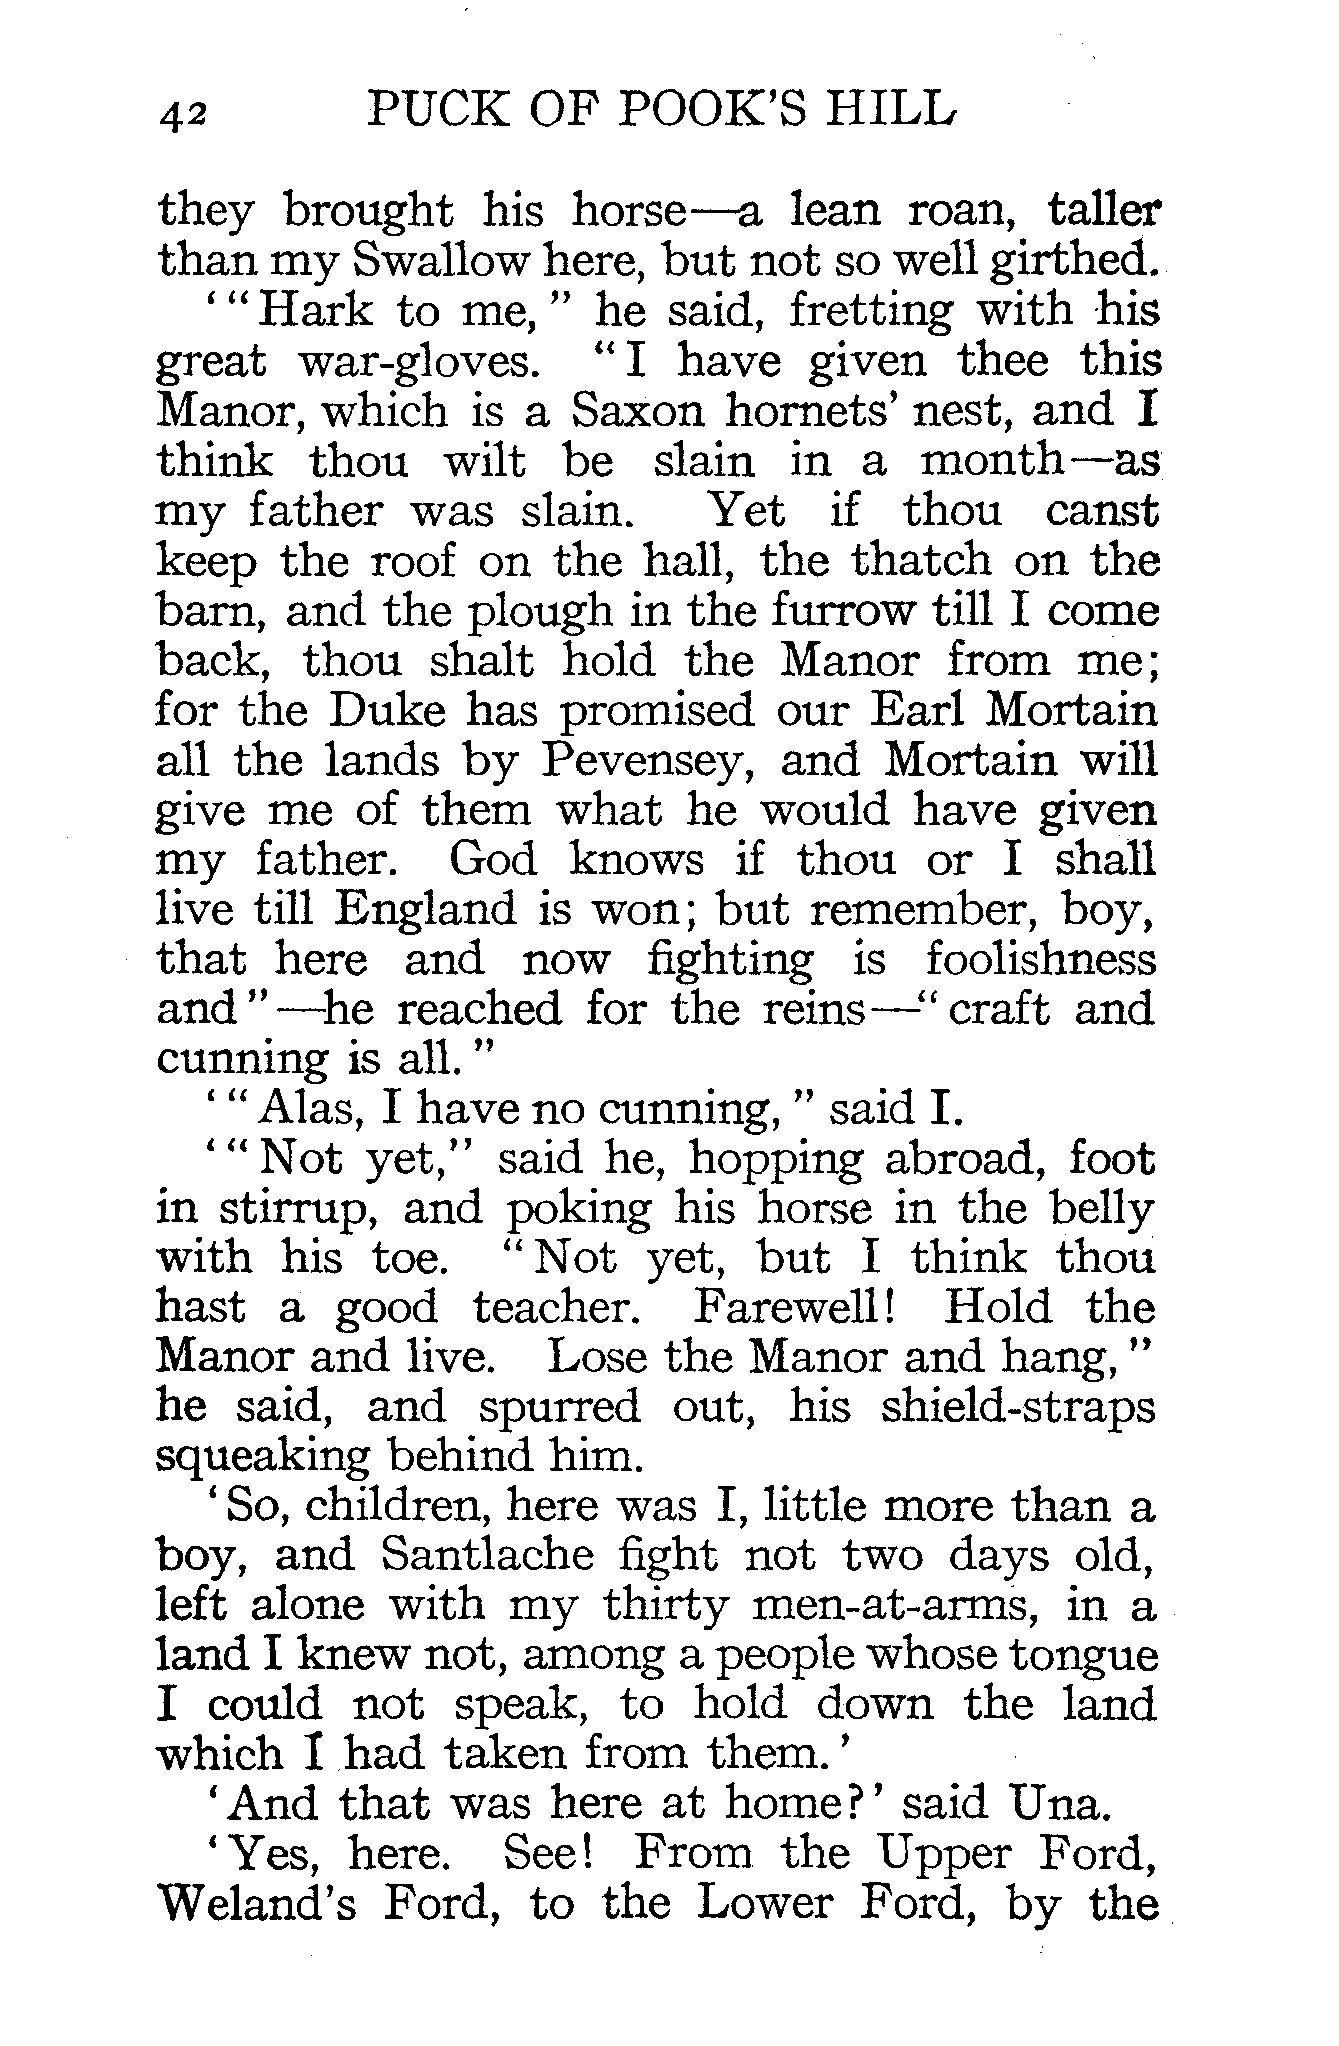 42 PUCK OF POOK'S HILL
they brought his horse—a lean roan, taller
than my Swallow here, but not so well girthed.
‘“Hark to me,” he said, fretting with his
great war-gloves. “I have given thee this
Manor, which is a Saxon hornets’ nest, and I
think thou wilt be slain in a month—as
my father was slain. Yet if thou canst
keep the roof on the hall, the thatch on the
barn, and the plough in the furrow till I come
back, thou shalt hold the Manor from me;
for the Duke has promised our Earl Mortain
all the lands by Pevensey, and Mortain will
give me of them what he would have given
my father. God knows if thou or I shall
live till England is won; but remember, boy,
that here and now fighting is foolishness
and”—he reached for the reins—“craft and
cunning is all.”
‘“Alas, I have no cunning,” said I.
‘“Not yet,” said he, hopping abroad, foot
in stirrup, and poking his horse in the belly
with his toe. “Not yet, but I think thou
hast a good teacher. Farewell! Hold the
Manor and live. Lose the Manor and hang,”
he said, and spurred out, his shield-straps
squeaking behind him.
‘So, children, here was I, little more than a
boy, and Santlache fight not two days old,
left alone with my thirty men-at-arms, in a
land I knew not, among a people whose tongue
I could not speak, to hold down the land
which I had taken from them.’
‘And that was here at home?’ said Una.
‘Yes, here. See! From the Upper Ford,
Weland's Ford, to the Lower Ford, by the